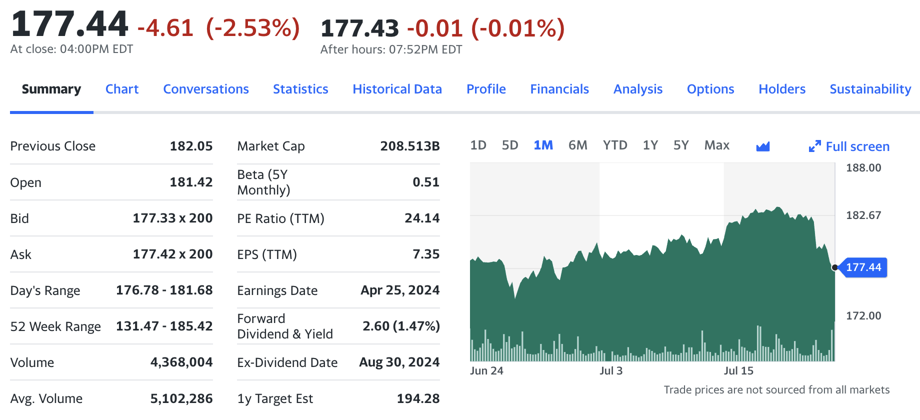 177.44 -4.61 (-2.53%) 177.43 -0.01 (-0.01%)
At close: 04:00PM EDT After hours: 07:52PM EDT
Summary Chart Conversations Statistics Historical Data Profile Financials Analysis Options Holders Sustainability
Previous Close 182.05
Open 181.42
Bid 177.33 x 200
Ask 177.42 x 200
Day's Range 176.78 - 181.68
52 Week Range 131.47 - 185.42
Volume 4,368,004
Avg. Volume 5,102,286
Market Cap 208.513B
Beta (5Y
Monthly) 0.51
PE Ratio (TTM) 24.14
EPS (TTM) 7.35
Earnings Date Apr 25, 2024
Forward
Dividend & Yield 2.60 (1.47%)
Ex-Dividend Date Aug 30, 2024
1y Target Est 194.28
1D 5D 1M 6M YTD 1Y 5Y Max Full screen
188.00
182.67
177.44
172.00
Jun 24 Jul 3 Jul 15
Trade prices are not sourced from all markets